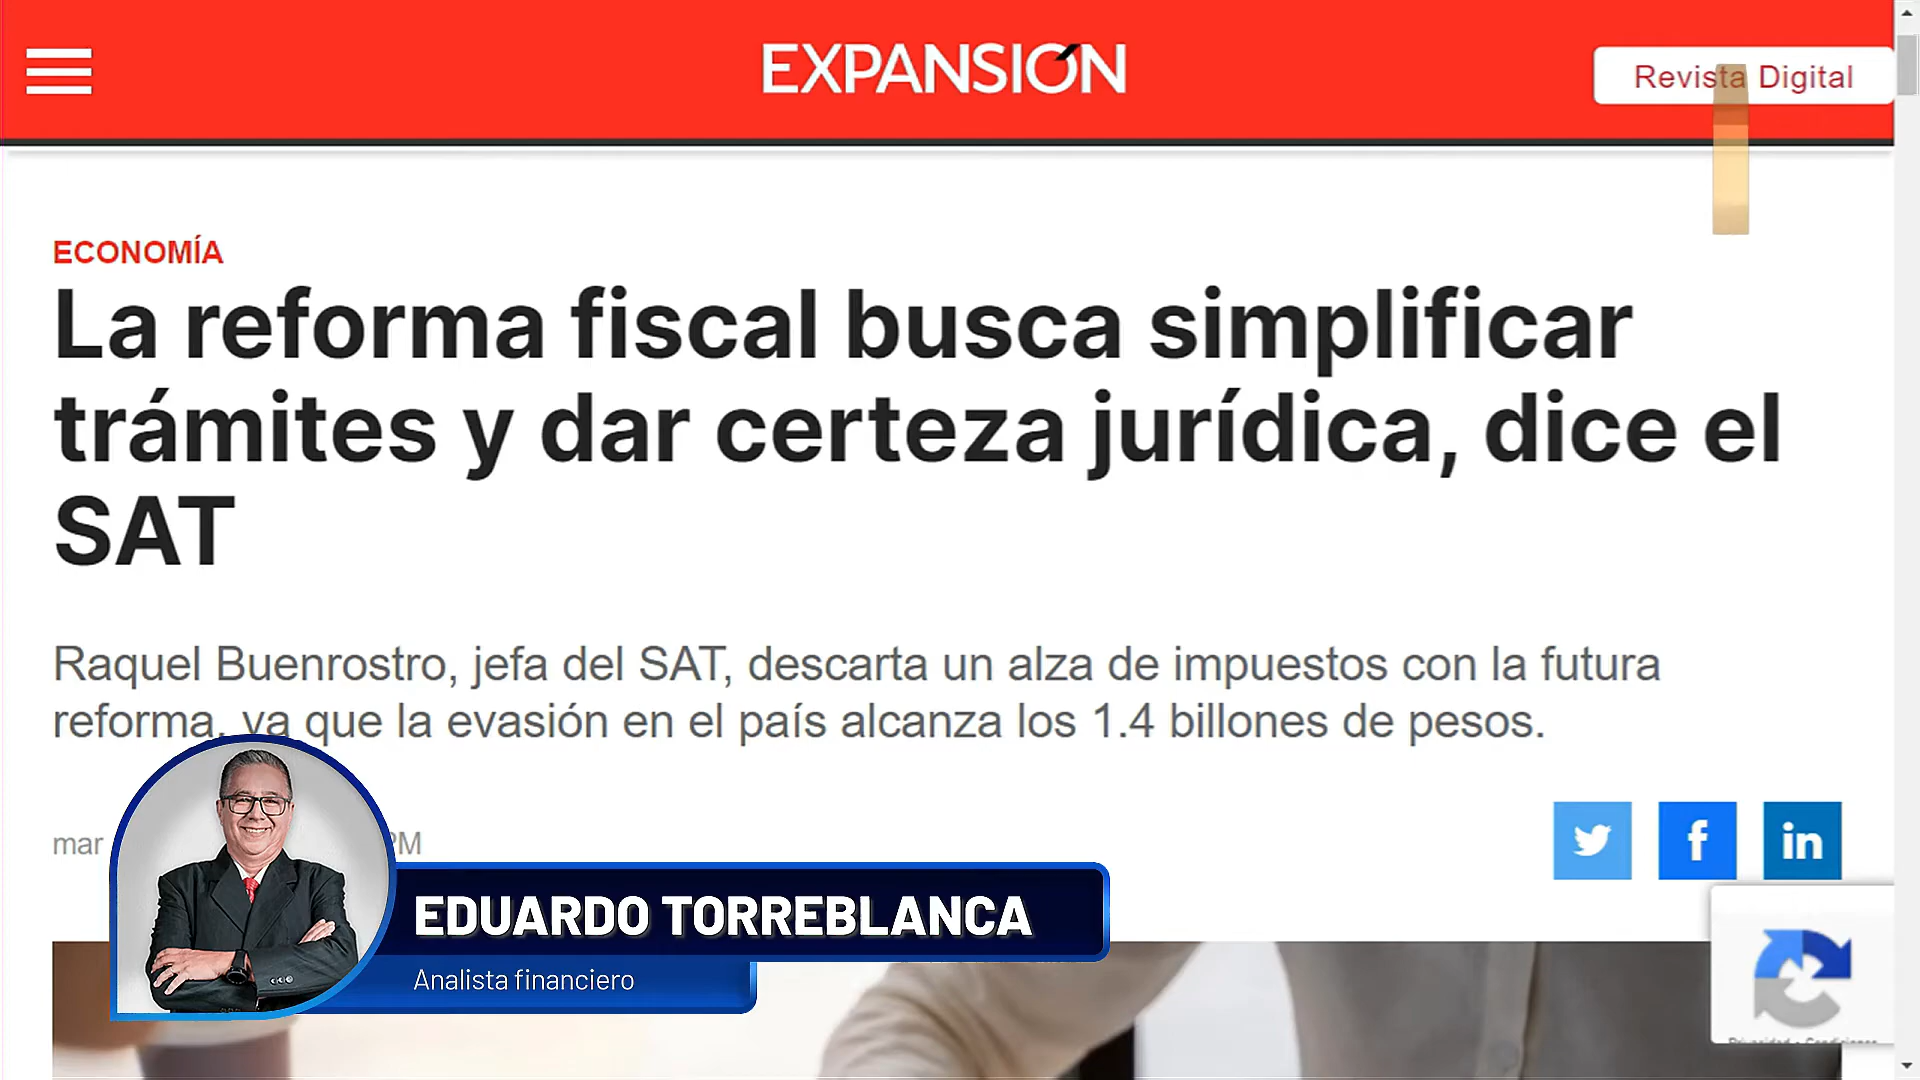 EXPANSIÓN
Revista Digital
ECONOMÍA
La reforma fiscal busca simplificar
trámites y dar certeza jurídica, dice el
SAT
Raquel Buenrostro, jefa del SAT, descarta un alza de impuestos con la futura
reforma, ya que la evasión en el país alcanza los 1.4 billones de pesos.
mar
PM
EDUARDO TORREBLANCA
Analista financiero